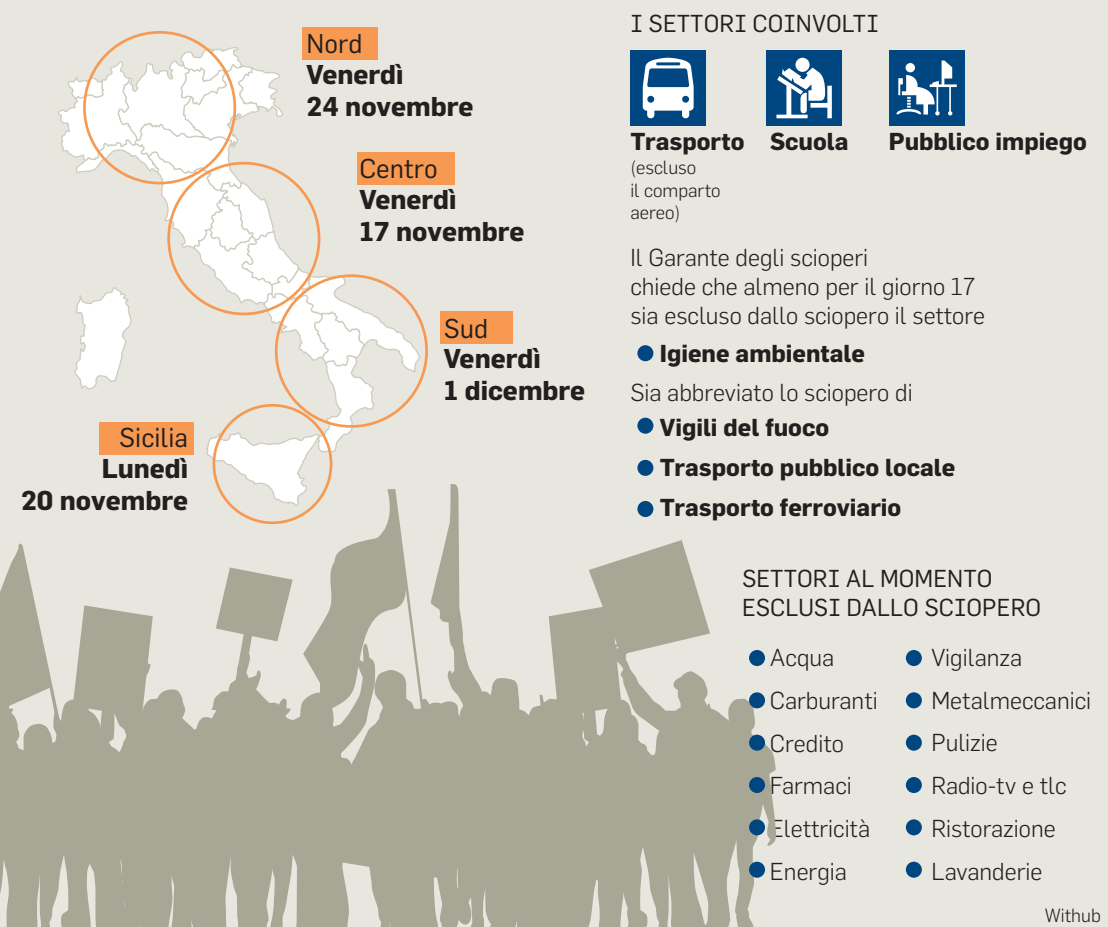 Nord
Venerdì
24 novembre
Centro
Venerdì
17 novembre
Sud
Venerdì
1 dicembre
Sicilia
Lunedì
20 novembre
I SETTORI COINVOLTI
Trasporto
(escluso
il comparto
aereo)
Scuola
Pubblico impiego
Il Garante degli scioperi
chiede che almeno per il giorno 17
sia escluso dallo sciopero il settore
Igiene ambientale
Sia abbreviato lo sciopero di
Vigili del fuoco
Trasporto pubblico locale
Trasporto ferroviario
SETTORI AL MOMENTO
ESCLUSI DALLO SCIOPERO
Acqua
Carburanti
Credito
Farmaci
Elettricità
Energia
Vigilanza
Metalmeccanici
Pulizie
Radio-tv e tlc
Ristorazione
Lavanderie
Withub